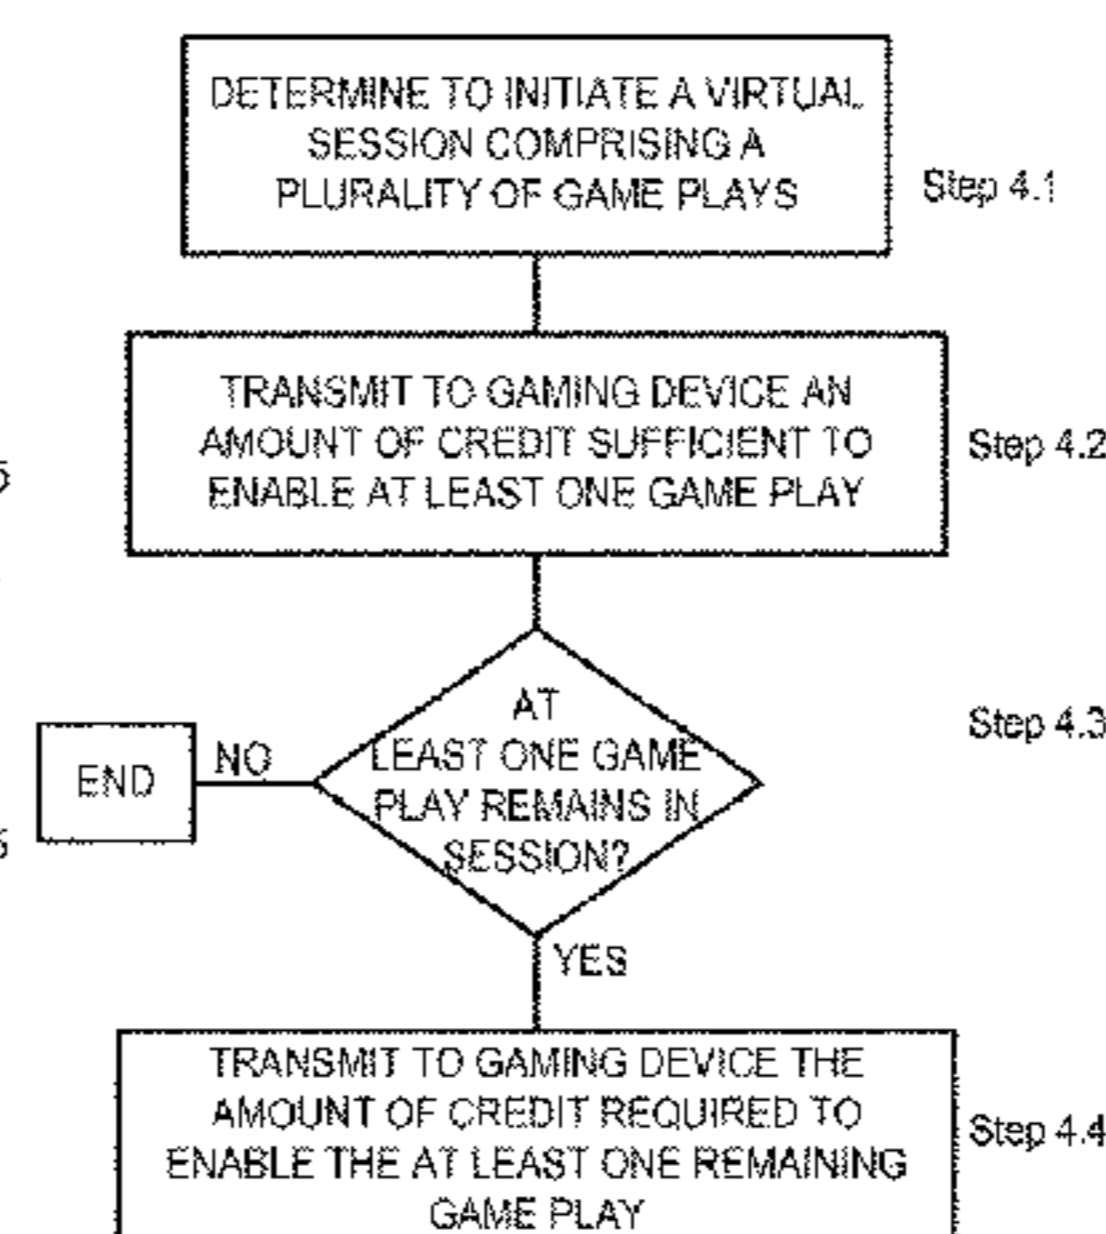 DETERMINE TO INITIATE A VIRTUAL
SESSION COMPRISING A
PLURALITY OF GAME PLAYS
Step 4.1
TRANSMIT TO GAMING DEVICE AN
AMOUNT OF CREDIT SUFFICIENT TO
ENABLE AT LEAST ONE GAME PLAY
Step 4.2
AT
LEAST ONE GAME
PLAY REMAINS IN
SESSION?
Step 4.3
NO
END
YES
TRANSMIT TO GAMING DEVICE THE
AMOUNT OF CREDIT REQUIRED TO
ENABLE THE AT LEAST ONE REMAINING
GAME PLAY
Step 4.4